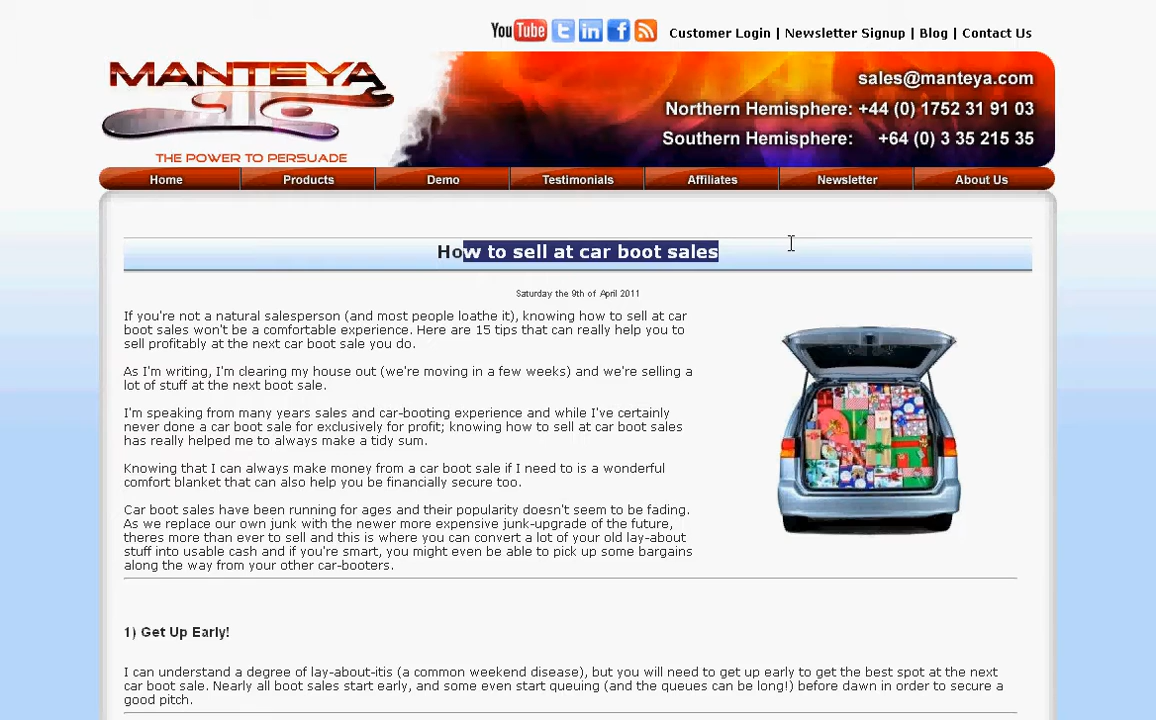 YouTube
Customer Login | Newsletter Signup | Blog | Contact Us
MANTEYA
THE POWER TO PERSUADE
sales@manteya.com
Northern Hemisphere: +44 (0) 1752 31 91 03
Southern Hemisphere: +64 (0) 3 35 215 35
Home Products Demo Testimonials Affiliates Newsletter About Us
How to sell at car boot sales
Saturday the 9th of April 2011
If you're not a natural salesperson (and most people loathe it), knowing how to sell at car
boot sales won't be a comfortable experience. Here are 15 tips that can really help you to
sell profitably at the next car boot sale you do.
As I'm writing, I'm clearing my house out (we're moving in a few weeks) and we're selling a
lot of stuff at the next boot sale.
I'm speaking from many years sales and car-booting experience and while I've certainly
never done a car boot sale for exclusively for profit; knowing how to sell at car boot sales
has really helped me to always make a tidy sum.
Knowing that I can always make money from a car boot sale if I need to is a wonderful
comfort blanket that can also help you be financially secure too.
Car boot sales have been running for ages and their popularity doesn't seem to be fading.
As we replace our own junk with the newer more expensive junk-upgrade of the future,
theres more than ever to sell and this is where you can convert a lot of your old lay-about
stuff into usable cash and if you're smart, you might even be able to pick up some bargains
along the way from your other car-booters.
1) Get Up Early!
I can understand a degree of lay-about-itis (a common weekend disease), but you will need to get up early to get the best spot at the next
car boot sale. Nearly all boot sales start early, and some even start queuing (and the queues can be long!) before dawn in order to secure a
good pitch.